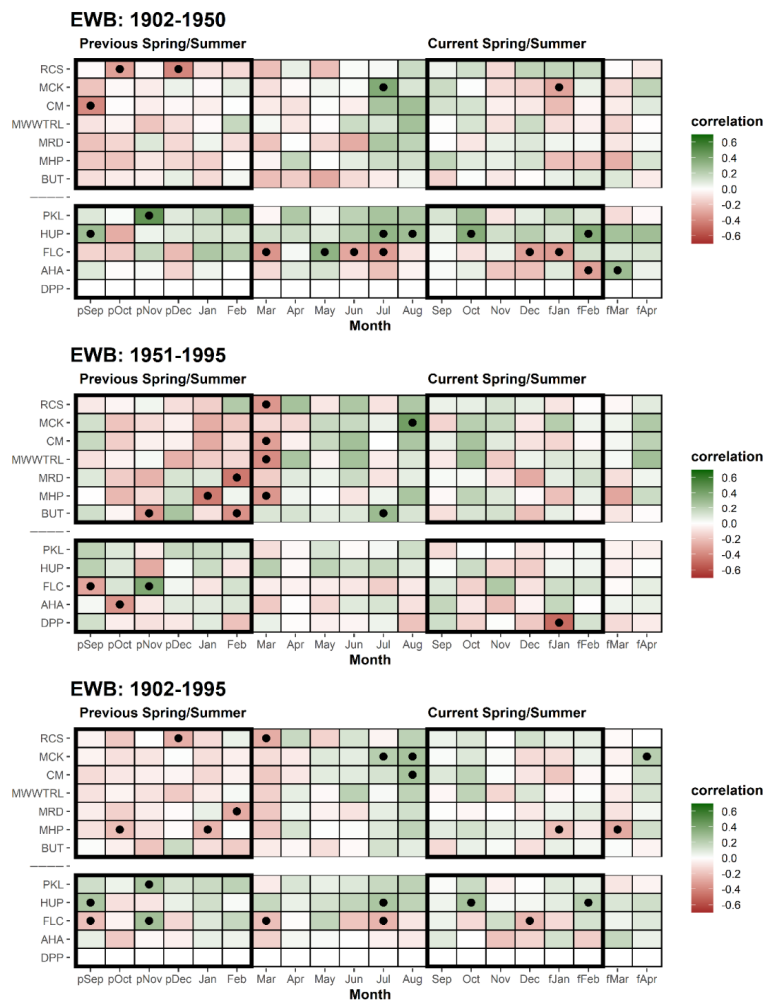 EWB: 1902-1950
Previous Spring/Summer Current Spring/Summer
RCS
MCK
CM
MWWTRL
MRD
MHP
BUT
PKL
HUP
FLC
AHA
DPP
pSep pOct pNov pDec Jan Feb Mar Apr May Jun Jul Aug Sep Oct Nov Dec fJan fFeb fMar fApr
Month
correlation
0.6
0.4
0.2
0.0
-0.2
-0.4
-0.6
EWB: 1951-1995
Previous Spring/Summer Current Spring/Summer
RCS
MCK
CM
MWWTRL
MRD
MHP
BUT
PKL
HUP
FLC
AHA
DPP
pSep pOct pNov pDec Jan Feb Mar Apr May Jun Jul Aug Sep Oct Nov Dec fJan fFeb fMar fApr
Month
correlation
0.6
0.4
0.2
0.0
-0.2
-0.4
-0.6
EWB: 1902-1995
Previous Spring/Summer Current Spring/Summer
RCS
MCK
CM
MWWTRL
MRD
MHP
BUT
PKL
HUP
FLC
AHA
DPP
pSep pOct pNov pDec Jan Feb Mar Apr May Jun Jul Aug Sep Oct Nov Dec fJan fFeb fMar fApr
Month
correlation
0.6
0.4
0.2
0.0
-0.2
-0.4
-0.6